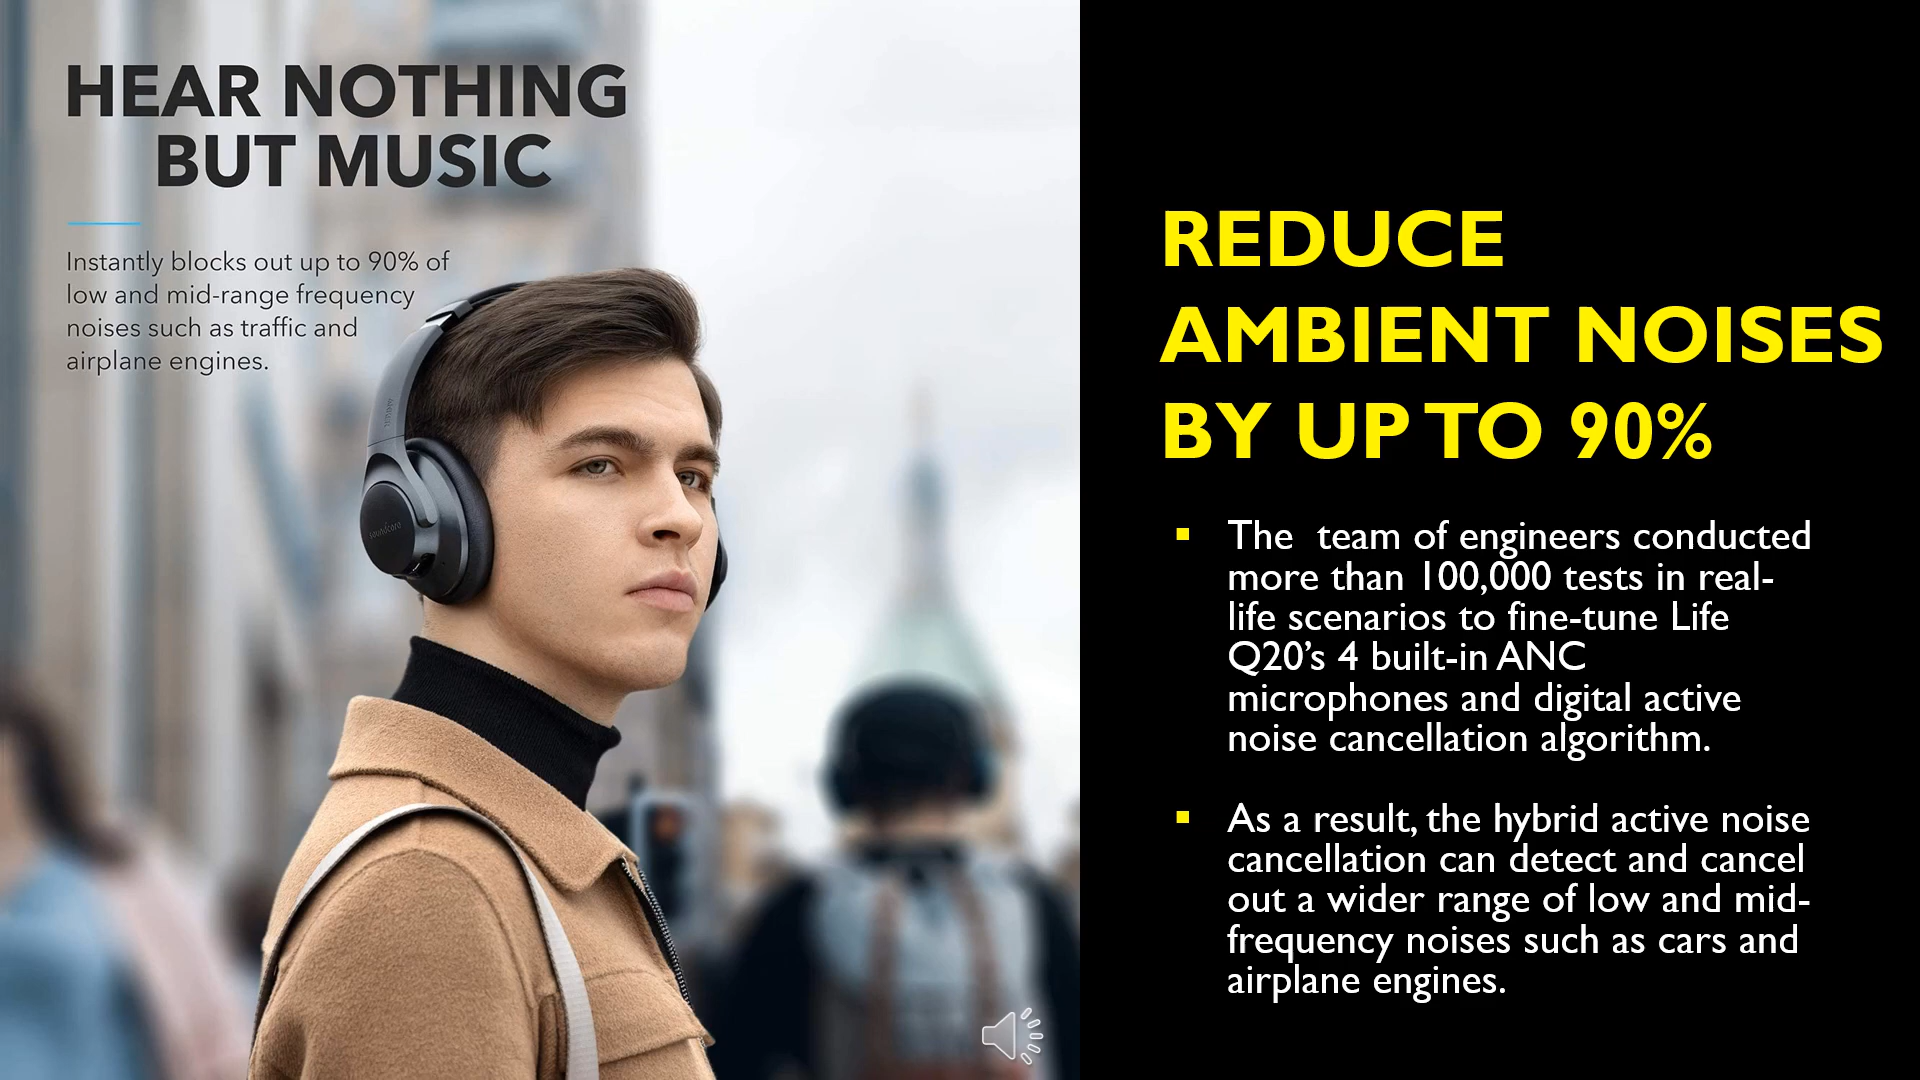 HEAR NOTHING
BUT MUSIC
Instantly blocks out up to 90% of
low and mid-range frequency
noises such as traffic and
airplane engines.
soundcore
REDUCE
AMBIENT NOISES
BY UP TO 90%
The  team of engineers conducted
more than 100,000 tests in real-
life scenarios to fine-tune Life
Q20’s 4 built-in ANC
microphones and digital active
noise cancellation algorithm.
As a result, the hybrid active noise
cancellation can detect and cancel
out a wider range of low and mid-
frequency noises such as cars and
airplane engines.